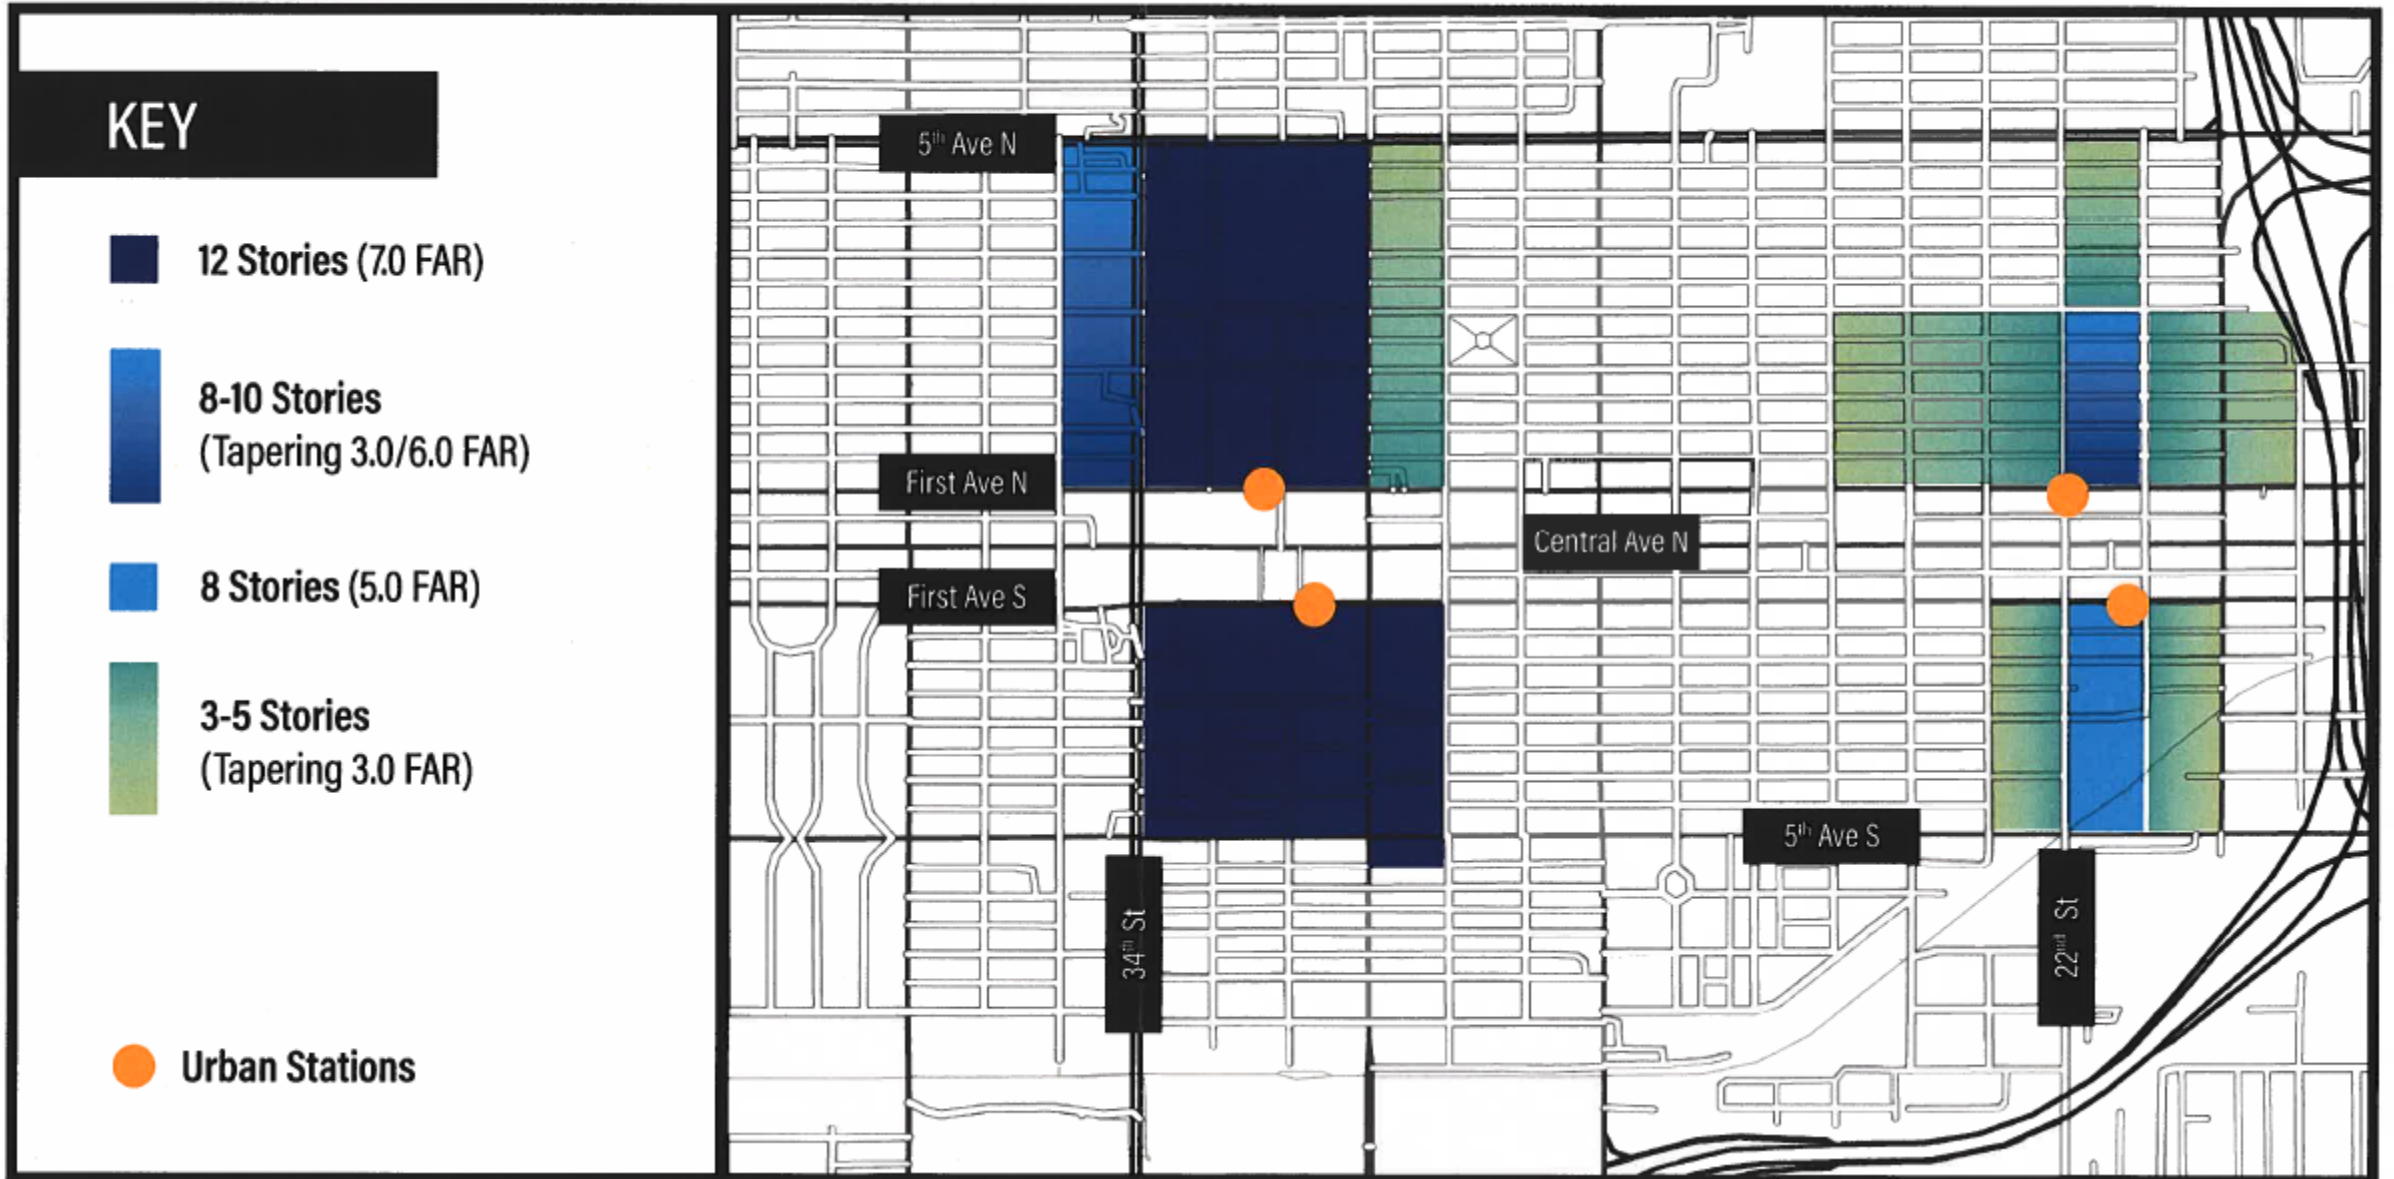 KEY
12 Stories (7.0 FAR)
8-10 Stories
(Tapering 3.0/6.0 FAR)
8 Stories (5.0 FAR)
3-5 Stories
(Tapering 3.0 FAR)
Urban Stations
5th Ave N
First Ave N
Central Ave N
First Ave S
5th Ave S
34th St
22nd St